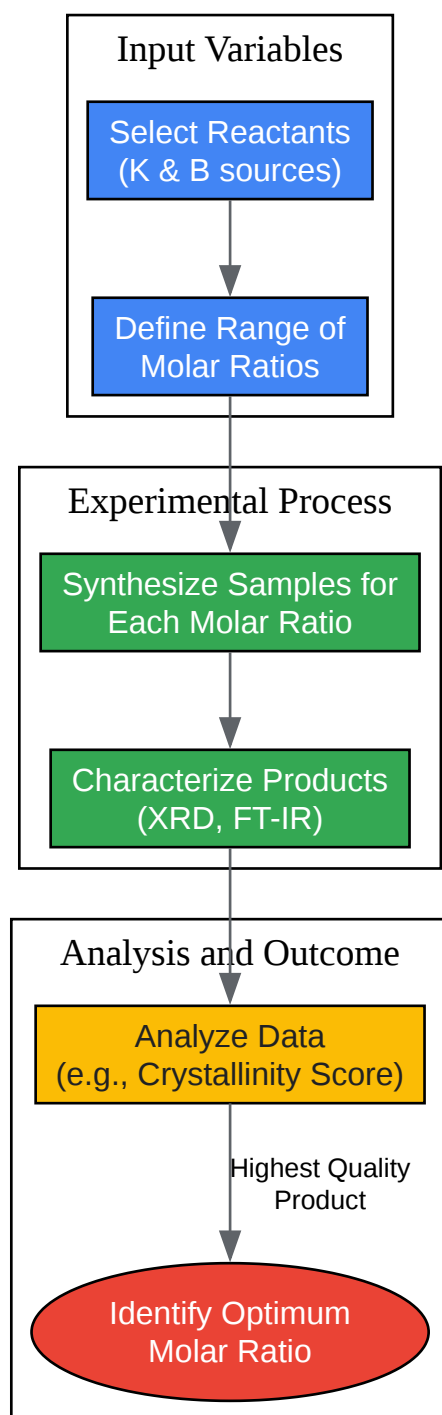 Input Variables
Select Reactants
(K & B sources)
Define Range of
Molar Ratios
Experimental Process
Synthesize Samples for
Each Molar Ratio
Characterize Products
(XRD, FT-IR)
Analysis and Outcome
Analyze Data
(e.g., Crystallinity Score)
Highest Quality
Product
Identify Optimum
Molar Ratio